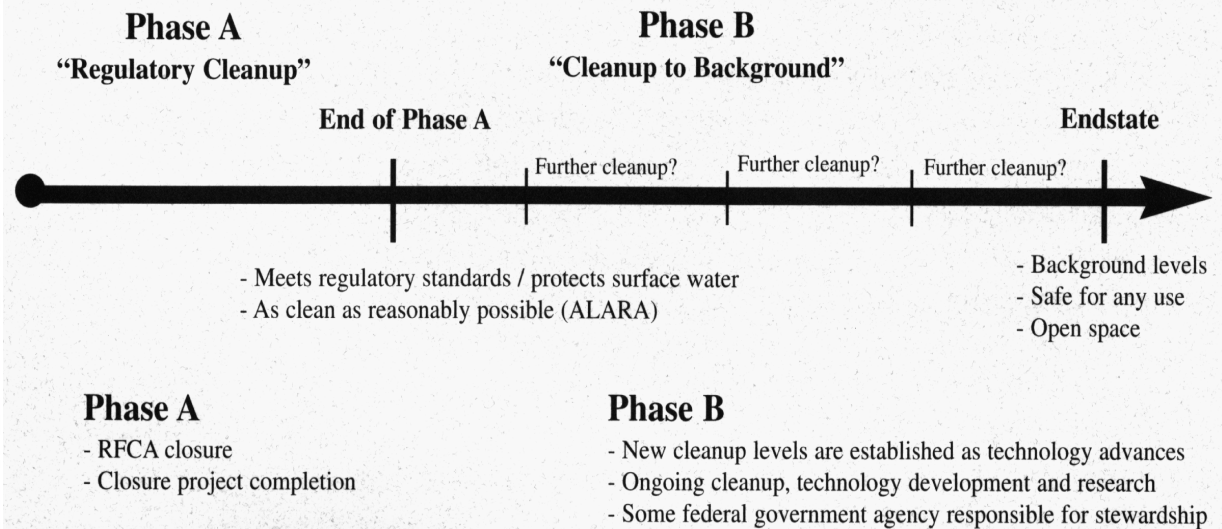 Phase A
“Regulatory Cleanup”
Phase B
“Cleanup to Background”
End of Phase A
Endstate
Further cleanup?
Further cleanup?
Further cleanup?
- Meets regulatory standards / protects surface water
- As clean as reasonably possible (ALARA)
- Background levels
- Safe for any use
- Open space
Phase A
- RFCA closure
- Closure project completion
Phase B
- New cleanup levels are established as technology advances
- Ongoing cleanup, technology development and research
- Some federal government agency responsible for stewardship